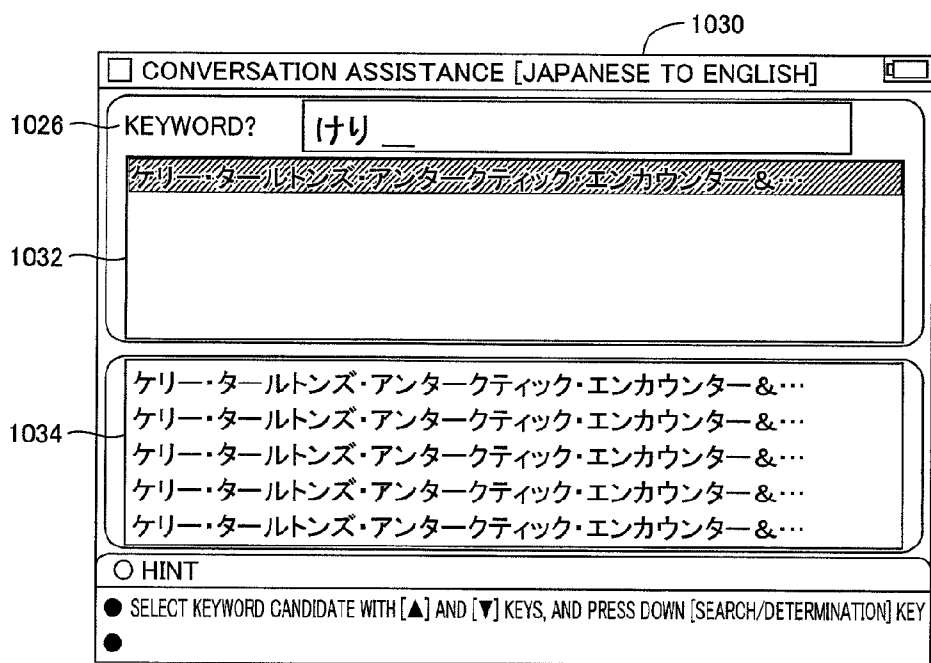 1030
□ CONVERSATION ASSISTANCE [JAPANESE TO ENGLISH]
1026 KEYWORD? けり_
ケリー・タールトンズ・アンタークティック・エンカウンター&…
1032
ケリー・タールトンズ・アンタークティック・エンカウンター&…
ケリー・タールトンズ・アンタークティック・エンカウンター&…
1034
ケリー・タールトンズ・アンタークティック・エンカウンター&…
ケリー・タールトンズ・アンタークティック・エンカウンター&…
ケリー・タールトンズ・アンタークティック・エンカウンター&…
○ HINT
● SELECT KEYWORD CANDIDATE WITH [▲] AND [▼] KEYS, AND PRESS DOWN [SEARCH/DETERMINATION] KEY
●